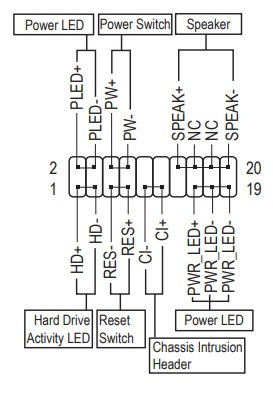 Power LED
Power Switch
Speaker
PLED+
PLED-
PW+
PW-
SPEAK+
NC
NC
SPEAK-
2
20
1
19
HD+
HD-
RES-
RES+
CI-
CI+
PWR_LED+
PWR_LED-
PWR_LED-
Hard Drive
Activity LED
Reset
Switch
Power LED
Chassis Intrusion
Header